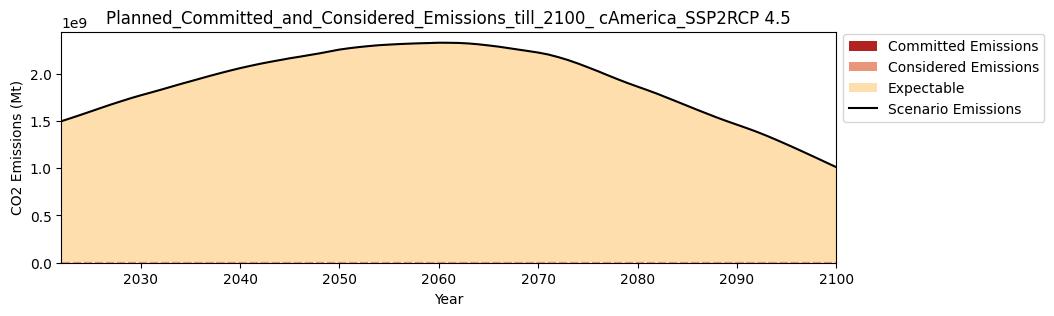 Planned_Committed_and_Considered_Emissions_till_2100_ cAmerica_SSP2RCP 4.5
1e9
2.0
1.5
1.0
0.5
0.0
CO2 Emissions (Mt)
2030 2040 2050 2060 2070 2080 2090 2100
Year
Committed Emissions
Considered Emissions
Expectable
Scenario Emissions